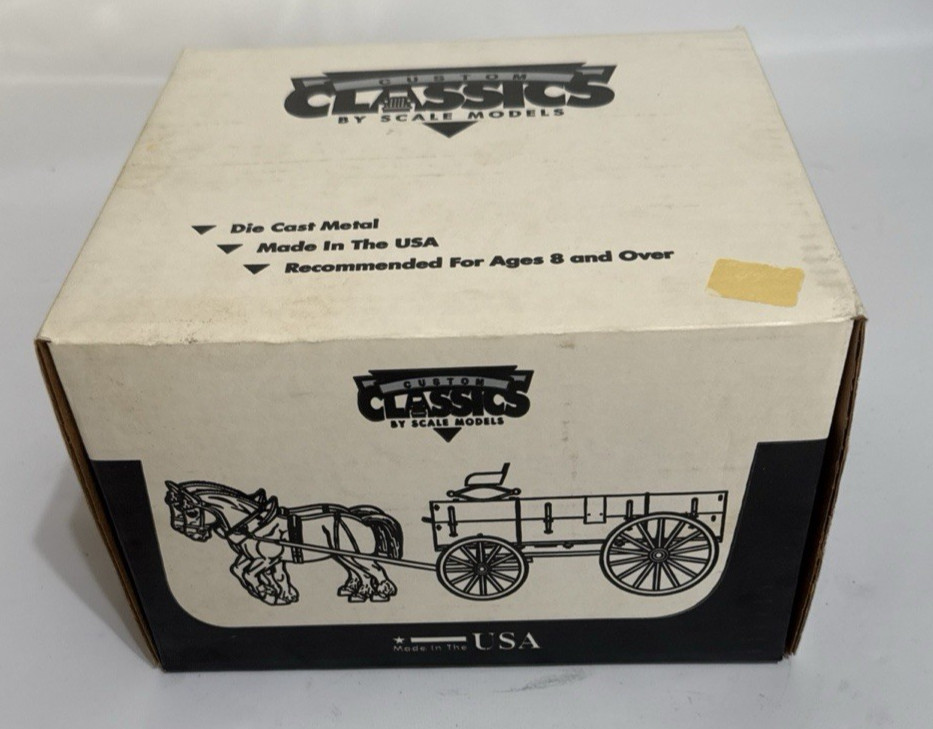 CUSTOM
CLASSICS
BY SCALE MODELS
Die Cast Metal
Made In The USA
Recommended For Ages 8 and Over
CUSTOM
CLASSICS
BY SCALE MODELS
Made In The USA